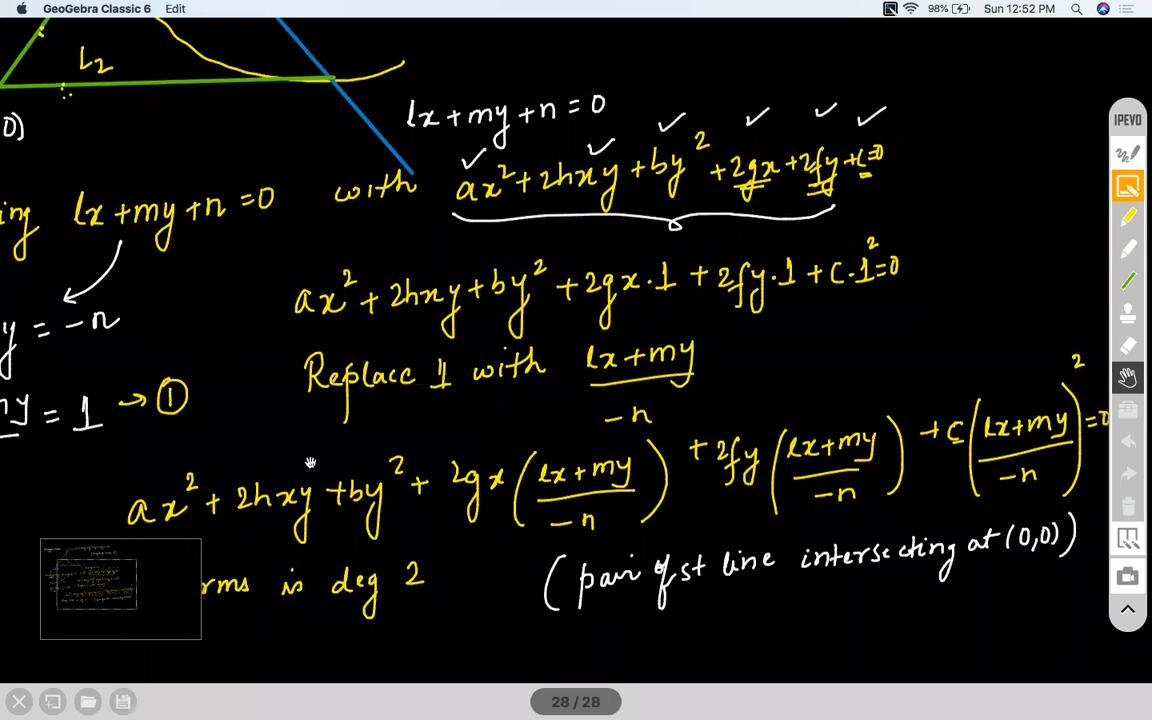 GeoGebra Classic 6 Edit 98% Sun 12:52 PM
L₂
lx+my+n=0
0)
ing lx+my+n=0 with ax²+2hxy+by²+2gx+2fy+c=0
IPEVO
ax²+2hxy+by²+2gx·1+2fy·1+c·1²=0
y=-n
Replace 1 with (lx+my)/-n
my=1→①
ax²+2hxy+by²+2gx((lx+my)/-n)+2fy((lx+my)/-n)+c((lx+my)/-n)²=0
(pair of st line intersecting at (0,0))
rms is deg 2
28 / 28